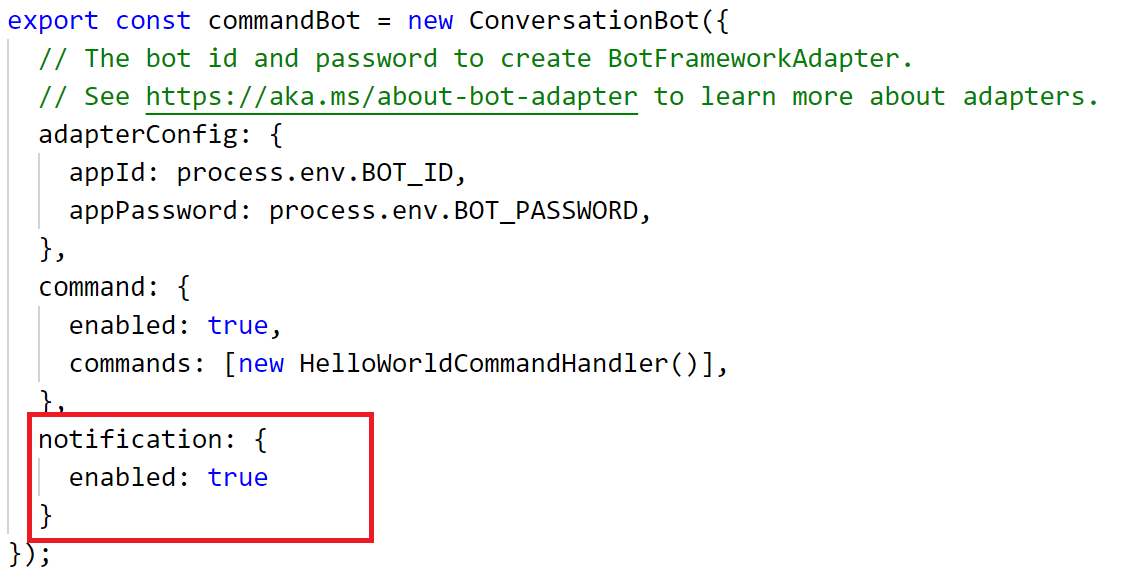 export const commandBot = new ConversationBot({
// The bot id and password to create BotFrameworkAdapter.
// See https://aka.ms/about-bot-adapter to learn more about adapters.
adapterConfig: {
appId: process.env.BOT_ID,
appPassword: process.env.BOT_PASSWORD,
},
command: {
enabled: true,
commands: [new HelloWorldCommandHandler()],
},
notification: {
enabled: true
}
});